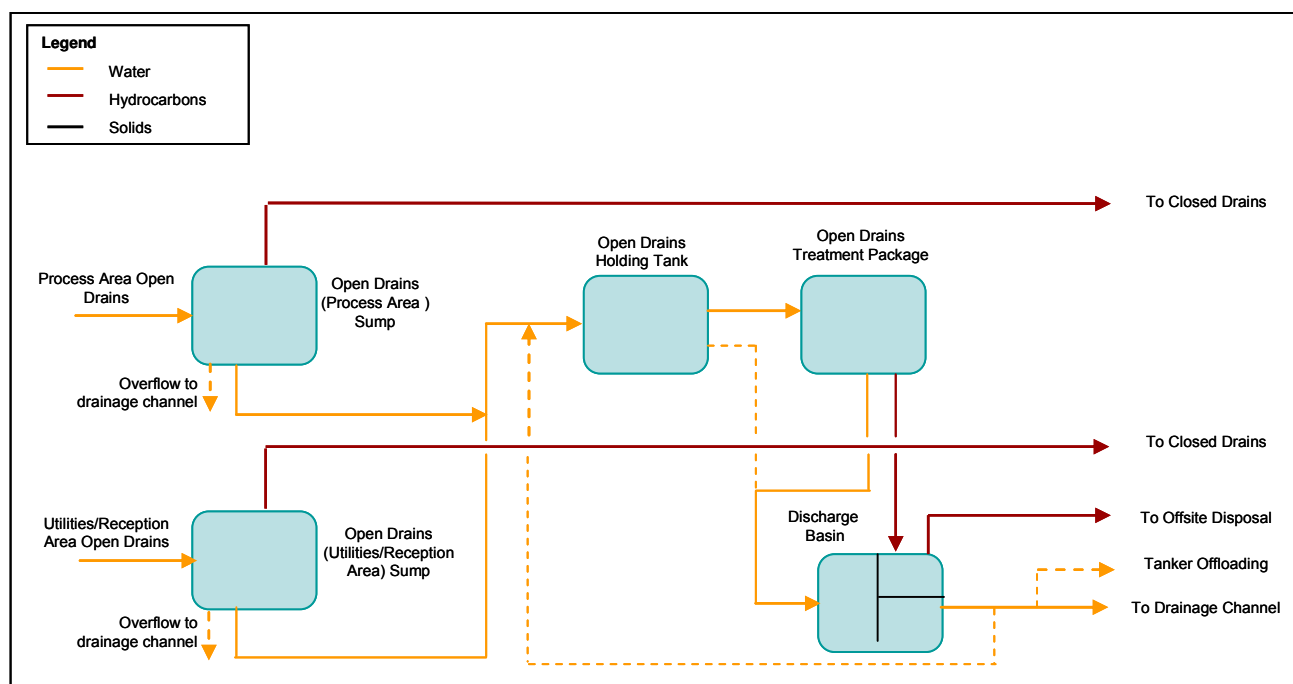 Legend
Water
Hydrocarbons
Solids
To Closed Drains
Open Drains
Holding Tank
Open Drains
Treatment Package
Process Area Open
Drains
Open Drains
(Process Area )
Sump
Overflow to
drainage channel
To Closed Drains
Utilities/Reception
Area Open Drains
Open Drains
(Utilities/Reception
Area) Sump
Discharge
Basin
To Offsite Disposal
Tanker Offloading
To Drainage Channel
Overflow to
drainage channel